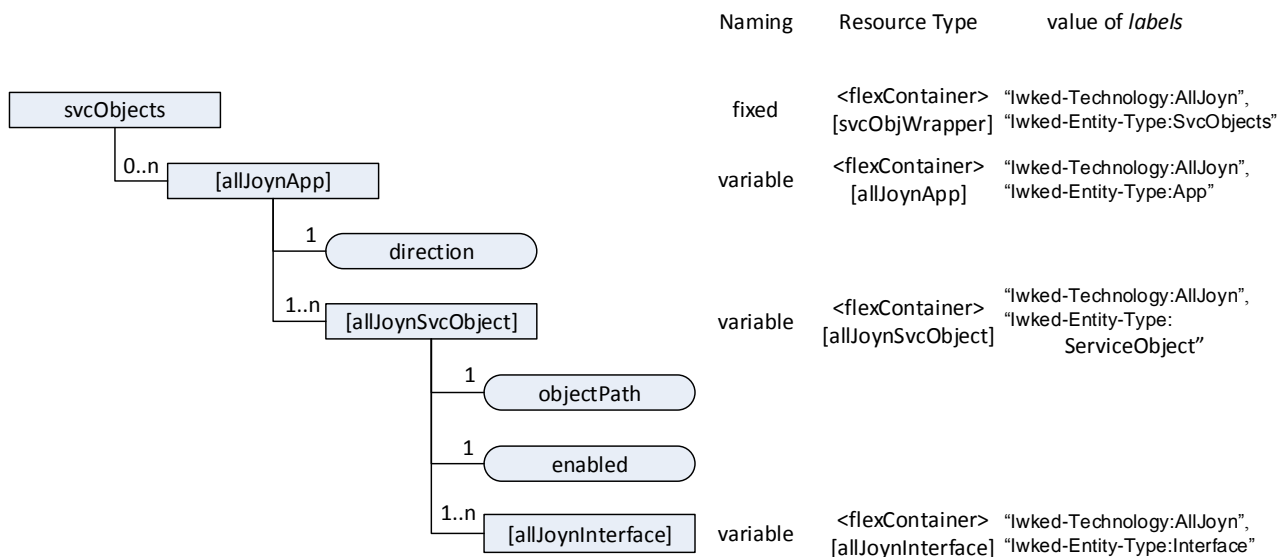 Naming Resource Type value of labels
svcObjects fixed <flexContainer> “Iwked-Technology:AllJoyn”,
[svcObjWrapper] “Iwked-Entity-Type:SvcObjects”
0..n [allJoynApp] variable <flexContainer> “Iwked-Technology:AllJoyn”,
[allJoynApp] “Iwked-Entity-Type:App”
1 direction
1..n [allJoynSvcObject] variable <flexContainer> “Iwked-Technology:AllJoyn”,
[allJoynSvcObject] “Iwked-Entity-Type:
ServiceObject”
1 objectPath
1 enabled
1..n [allJoynInterface] variable <flexContainer> “Iwked-Technology:AllJoyn”,
[allJoynInterface] “Iwked-Entity-Type:Interface”